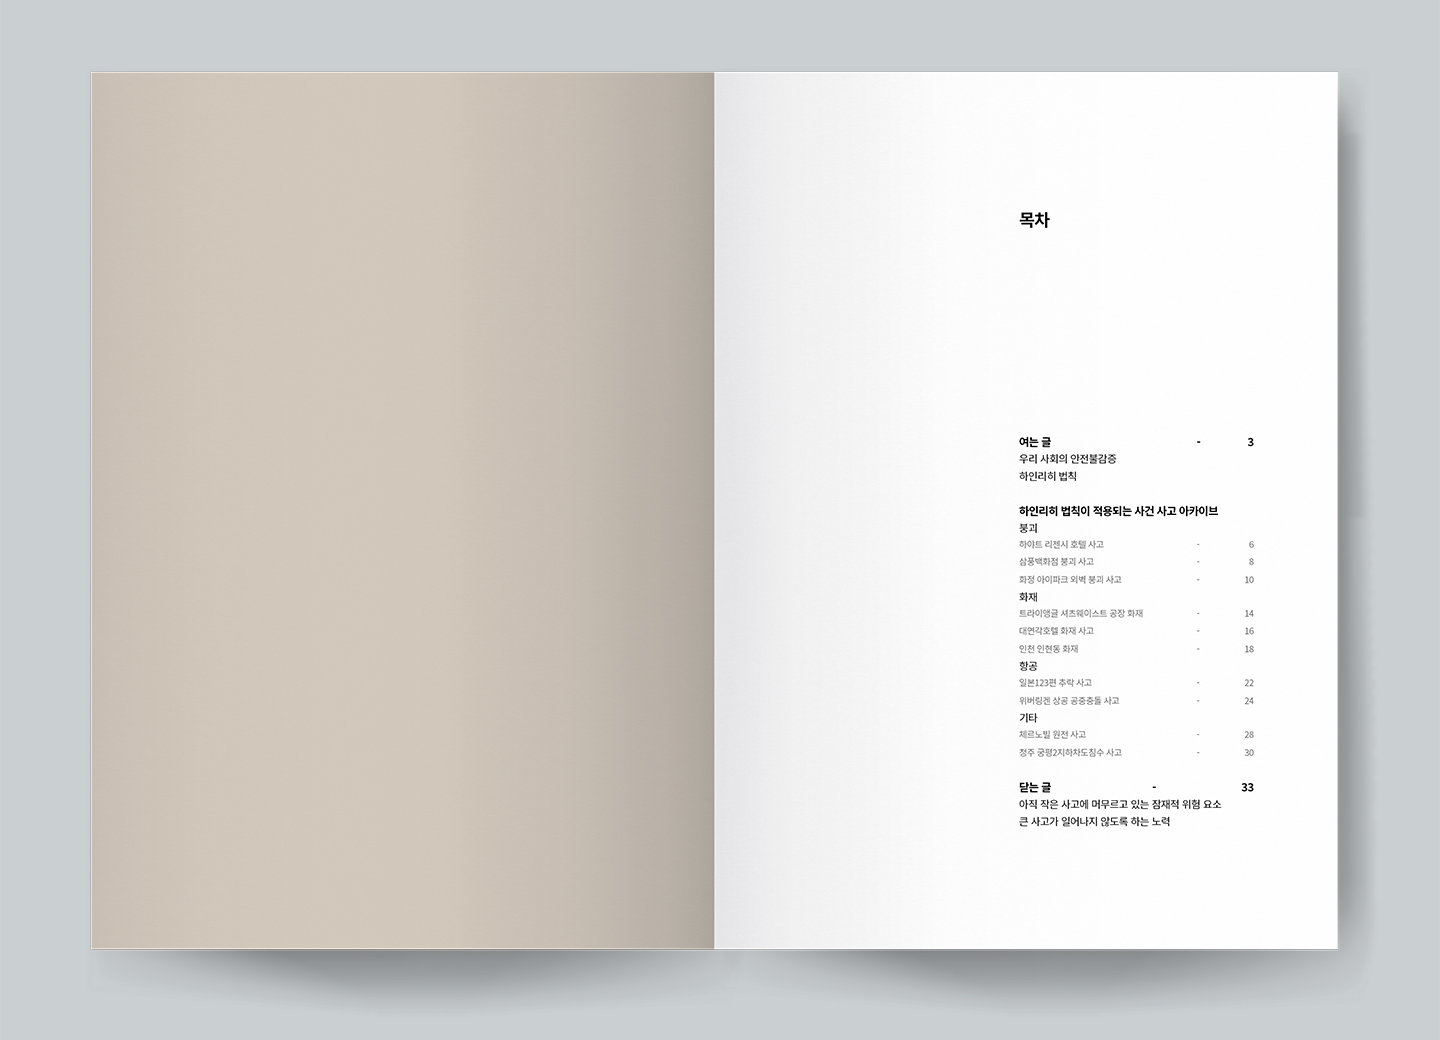 목차
여는 글 - 3
우리 사회의 안전불감증
하인리히 법칙
하인리히 법칙이 적용되는 사건 사고 아카이브
붕괴
하야트 리젠시 호텔 사고 - 6
삼풍백화점 붕괴 사고 - 8
화정 아이파크 외벽 붕괴 사고 - 10
화재
트라이앵글 셔츠웨이스트 공장 화재 - 14
대연각호텔 화재 사고 - 16
인천 인현동 화재 - 18
항공
일본123편 추락 사고 - 22
위버링겐 상공 공중충돌 사고 - 24
기타
체르노빌 원전 사고 - 28
청주 궁평2지하차도침수 사고 - 30
닫는 글 - 33
아직 작은 사고에 머무르고 있는 잠재적 위험 요소
큰 사고가 일어나지 않도록 하는 노력